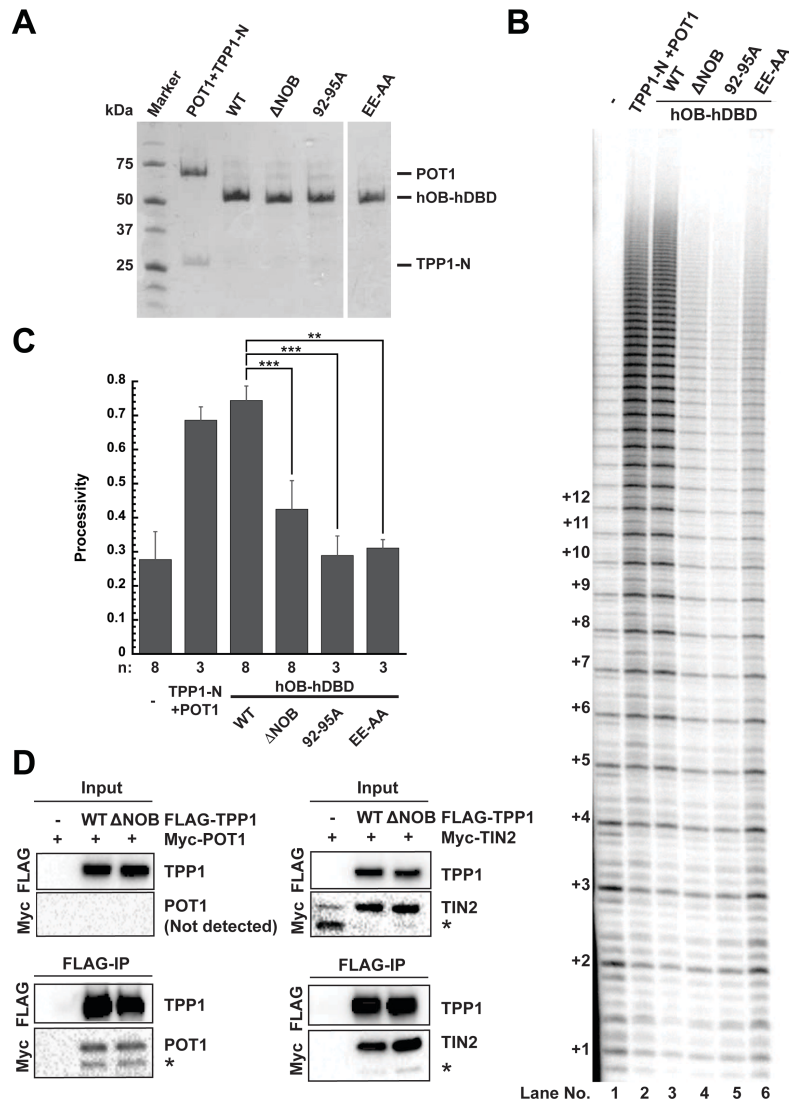 A
kDa
Marker
POT1+TPP1-N
WT
ΔNOB
92-95A
EE-AA
75
50
37
25
POT1
hOB-hDBD
TPP1-N
B
-
TPP1-N +POT1
WT
ΔNOB
92-95A
EE-AA
hOB-hDBD
+12
+11
+10
+9
+8
+7
+6
+5
+4
+3
+2
+1
Lane No. 1 2 3 4 5 6
C
**
***
***
Processivity
0.8
0.7
0.6
0.5
0.4
0.3
0.2
0.1
0
n: 8 3 8 8 3 3
- TPP1-N +POT1
hOB-hDBD
WT
ΔNOB
92-95A
EE-AA
D
Input
- WT ΔNOB FLAG-TPP1
+ + + Myc-POT1
FLAG
TPP1
Myc
POT1
(Not detected)
FLAG-IP
FLAG
TPP1
Myc
POT1
*
Input
- WT ΔNOB FLAG-TPP1
+ + + Myc-TIN2
FLAG
TPP1
Myc
TIN2
*
FLAG-IP
FLAG
TPP1
Myc
TIN2
*